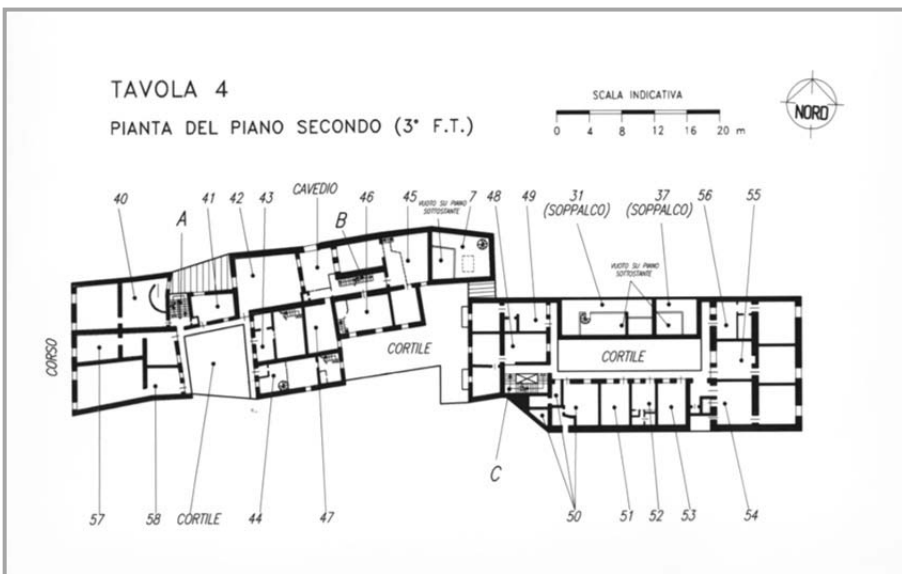 TAVOLA 4
PIANTA DEL PIANO SECONDO (3° F.T.)
SCALA INDICATIVA
0 4 8 12 16 20 m
NORD
40
A
41
42
43
CAVEDIO
B
46
45
VUOTO SU PIANO
SOTTOSTANTE
7
48
49
31
(SOPPALCO)
37
(SOPPALCO)
56
55
VUOTO SU PIANO
SOTTOSTANTE
CORSO
CORTILE
CORTILE
C
57
58
CORTILE
44
47
50
51
52
53
54